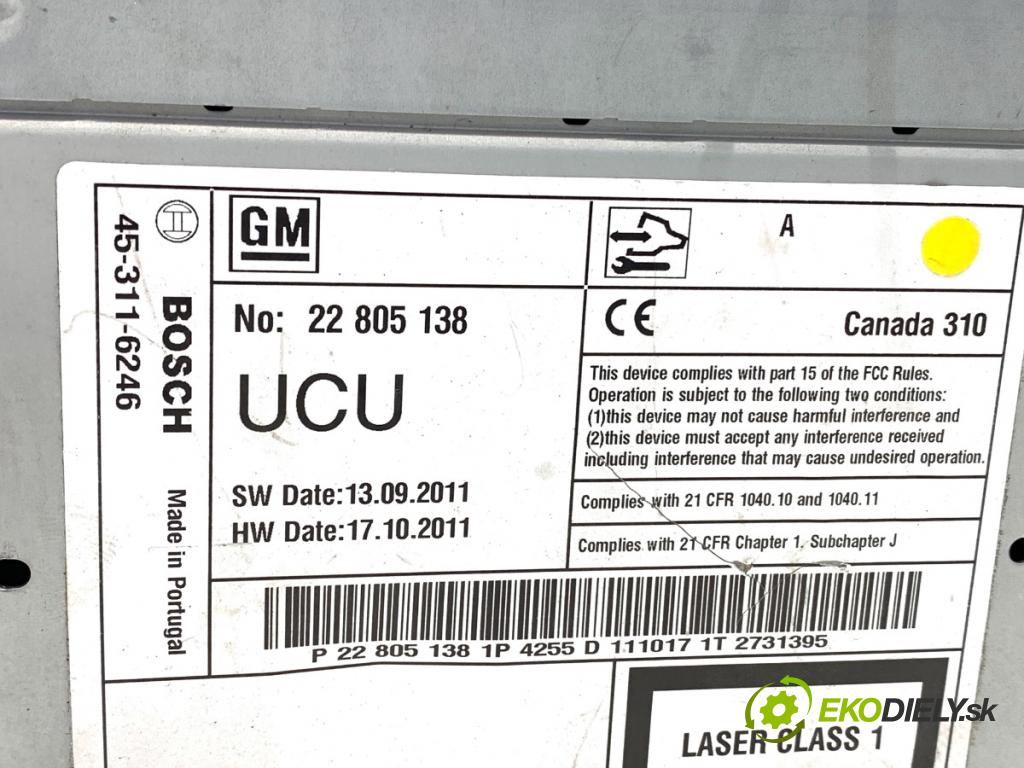 45-311-6246
BOSCH
Made in Portugal
GM
No: 22 805 138
UCU
SW Date:13.09.2011
HW Date:17.10.2011
A
CE
Canada 310
This device complies with part 15 of the FCC Rules.
Operation is subject to the following two conditions:
(1)this device may not cause harmful interference and
(2)this device must accept any interference received
including interference that may cause undesired operation.
Complies with 21 CFR 1040.10 and 1040.11
Complies with 21 CFR Chapter 1, Subchapter J
P 22 805 138 1P 4255 D 111017 1T 2731395
LASER CLASS 1
EKODIELY.sk